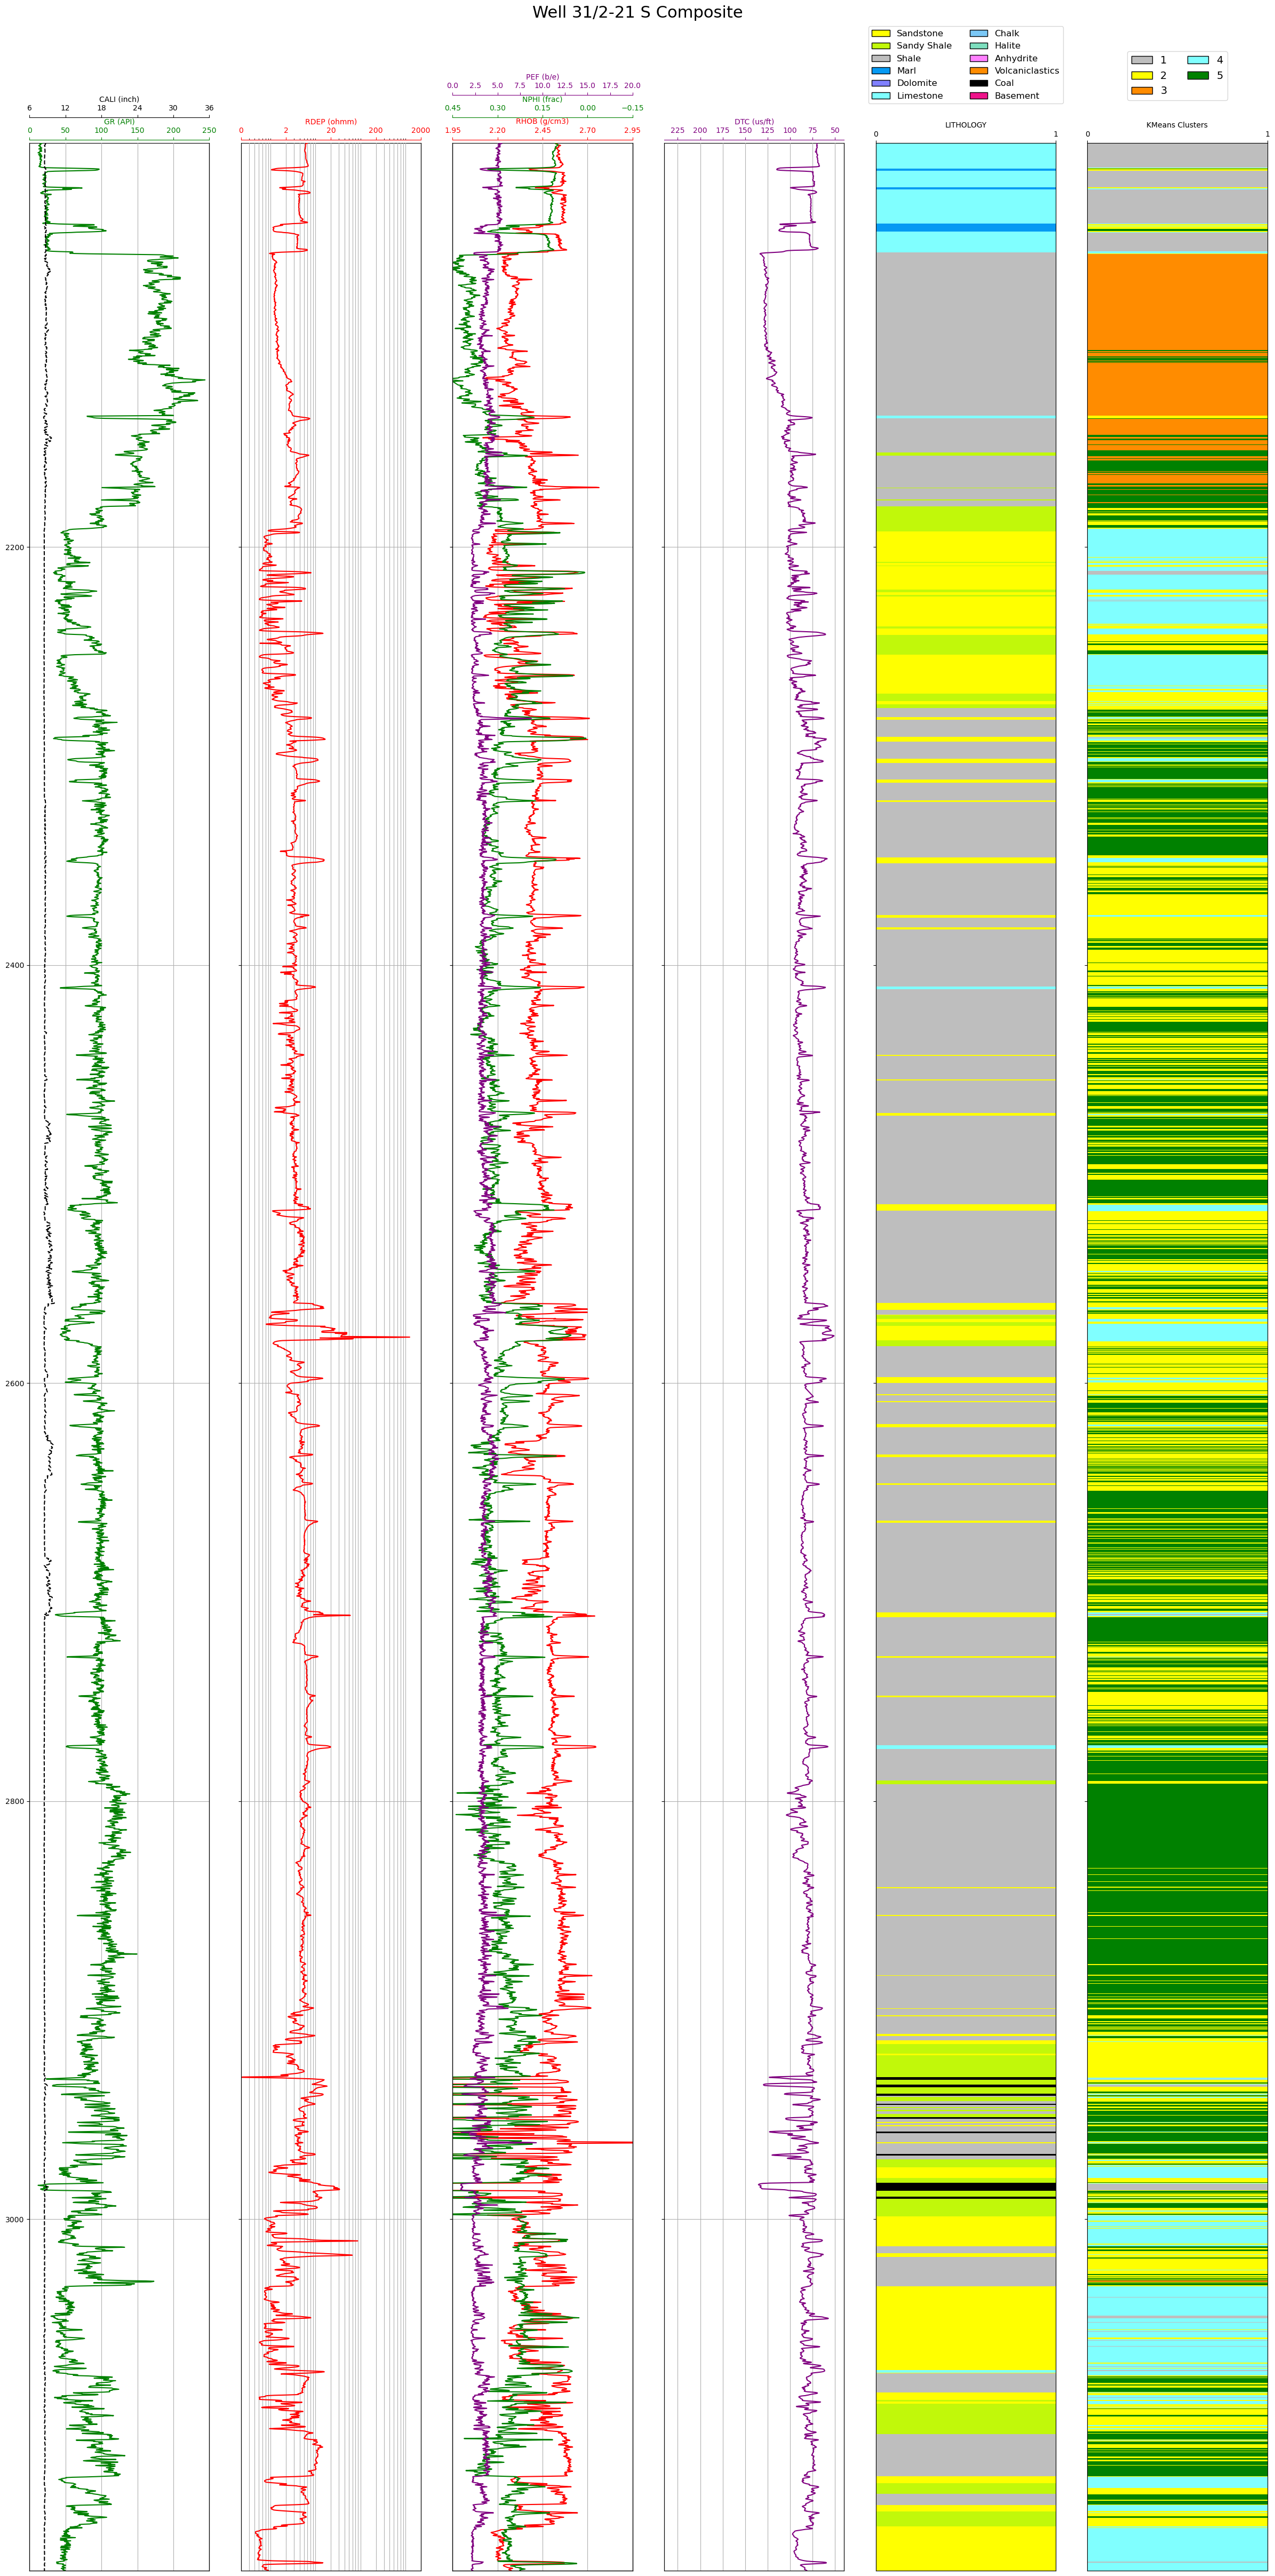 Well 31/2-21 S Composite
Sandstone
Sandy Shale
Shale
Marl
Dolomite
Limestone
Chalk
Halite
Anhydrite
Volcaniclastics
Coal
Basement
1
2
3
4
5
PEF (b/e)
0.0 2.5 5.0 7.5 10.0 12.5 15.0 17.5 20.0
CALI (inch)
6 12 18 24 30 36
NPHI (frac)
0.45 0.30 0.15 0.00 −0.15
GR (API)
0 50 100 150 200 250
RDEP (ohmm)
0 2 20 200 2000
RHOB (g/cm3)
1.95 2.20 2.45 2.70 2.95
DTC (us/ft)
225 200 175 150 125 100 75 50
LITHOLOGY
0 1
KMeans Clusters
0 1
2200
2400
2600
2800
3000